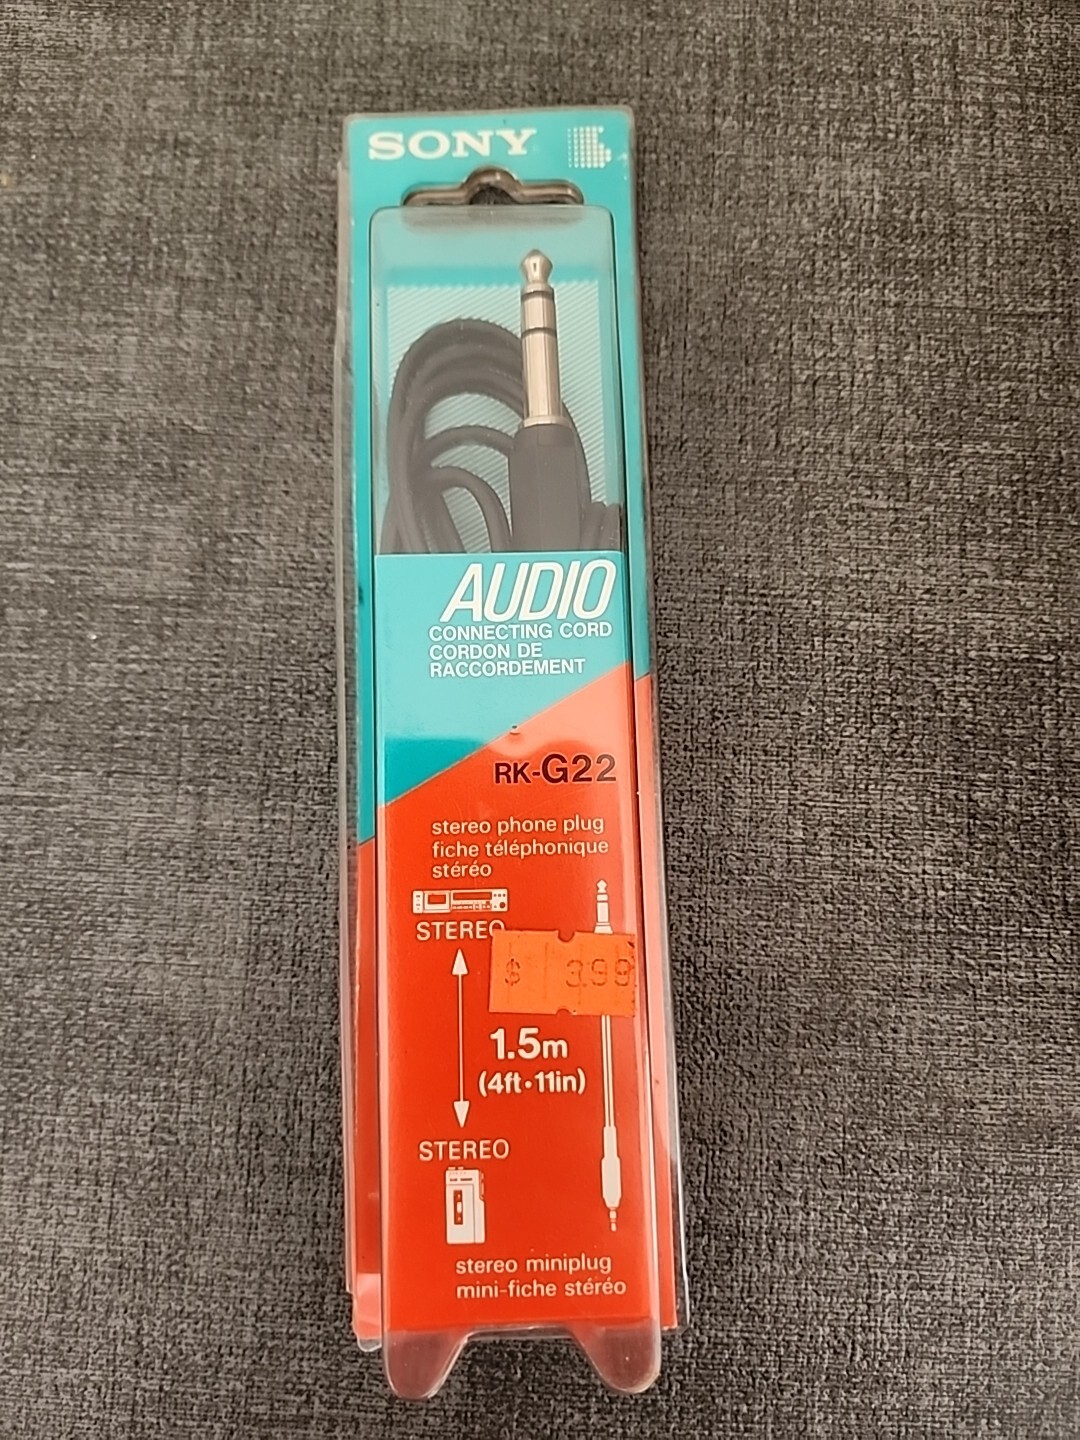 SONY
AUDIO
CONNECTING CORD
CORDON DE
RACCORDEMENT
RK-G22
stereo phone plug
fiche téléphonique
stéréo
STEREO
$ 3.99
1.5m
(4ft•11in)
STEREO
stereo miniplug
mini-fiche stéréo